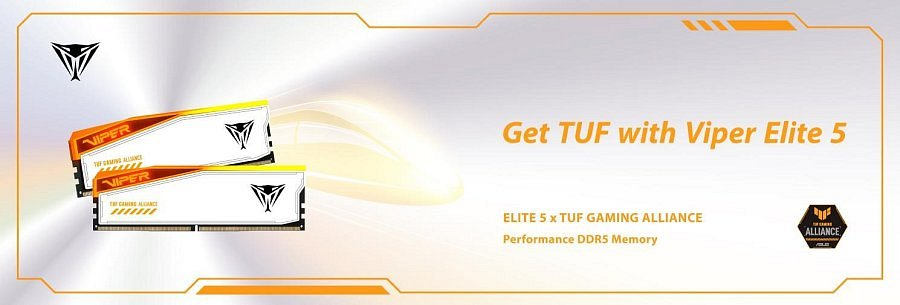 VIPER
TUF GAMING ALLIANCE
VIPER
TUF GAMING ALLIANCE
Get TUF with Viper Elite 5
ELITE 5 x TUF GAMING ALLIANCE
Performance DDR5 Memory
TUF GAMING
ALLIANCE
ASUS